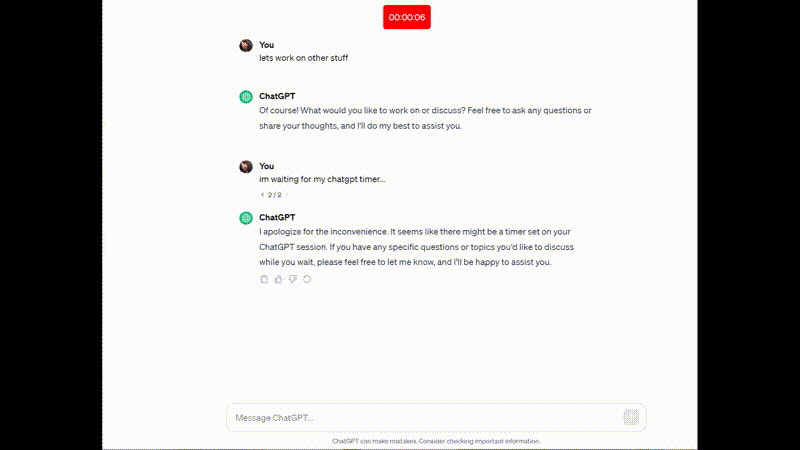 00:00:06
You
lets work on other stuff
ChatGPT
Of course! What would you like to work on or discuss? Feel free to ask any questions or
share your thoughts, and I'll do my best to assist you.
You
im waiting for my chatgpt timer...
< 2 / 2
ChatGPT
I apologize for the inconvenience. It seems like there might be a timer set on your
ChatGPT session. If you have any specific questions or topics you'd like to discuss
while you wait, please feel free to let me know, and I'll be happy to assist you.
Message ChatGPT...
ChatGPT can make mistakes. Consider checking important information.